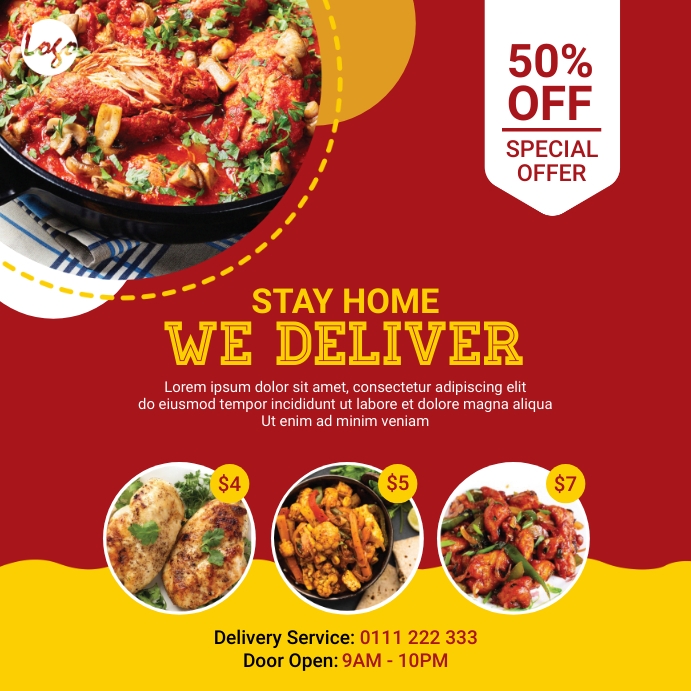 Logo
50%
OFF
SPECIAL
OFFER
STAY HOME
WE DELIVER
Lorem ipsum dolor sit amet, consectetur adipiscing elit
do eiusmod tempor incididunt ut labore et dolore magna aliqua
Ut enim ad minim veniam
$4
$5
$7
Delivery Service: 0111 222 333
Door Open: 9AM - 10PM